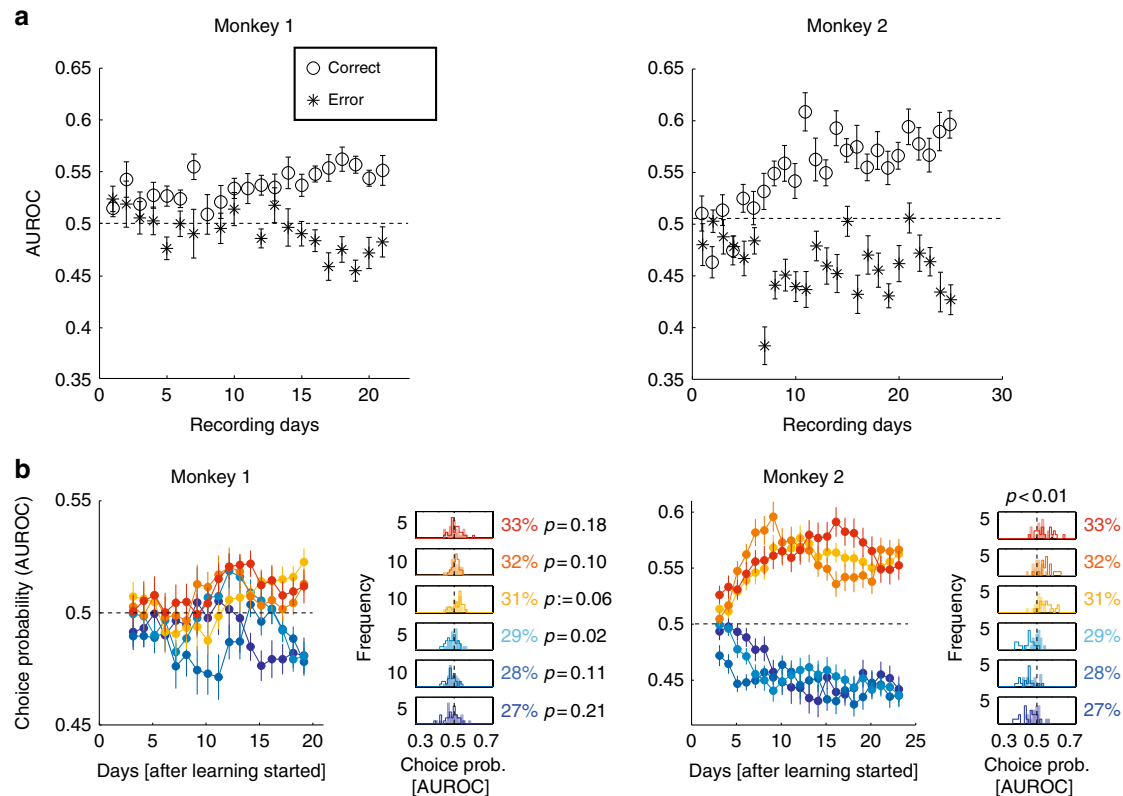 a
Monkey 1
Monkey 2
Correct
Error
AUROC
0.65
0.6
0.55
0.5
0.45
0.4
0.35
0 5 10 15 20
Recording days
0.65
0.6
0.55
0.5
0.45
0.4
0.35
0 10 20 30
Recording days
b
Monkey 1
Monkey 2
Choice probability (AUROC)
0.55
0.5
0.45
0 5 10 15 20
Days [after learning started]
Frequency
5 33% p=0.18
10 32% p=0.10
10 31% p:=0.06
5 29% p=0.02
10 28% p=0.11
5 27% p=0.21
0.3 0.5 0.7
Choice prob.
[AUROC]
0.6
0.55
0.5
0.45
0 5 10 15 20 25
Days [after learning started]
p<0.01
Frequency
5 33%
5 32%
5 31%
5 29%
5 28%
5 27%
0.3 0.5 0.7
Choice prob.
[AUROC]